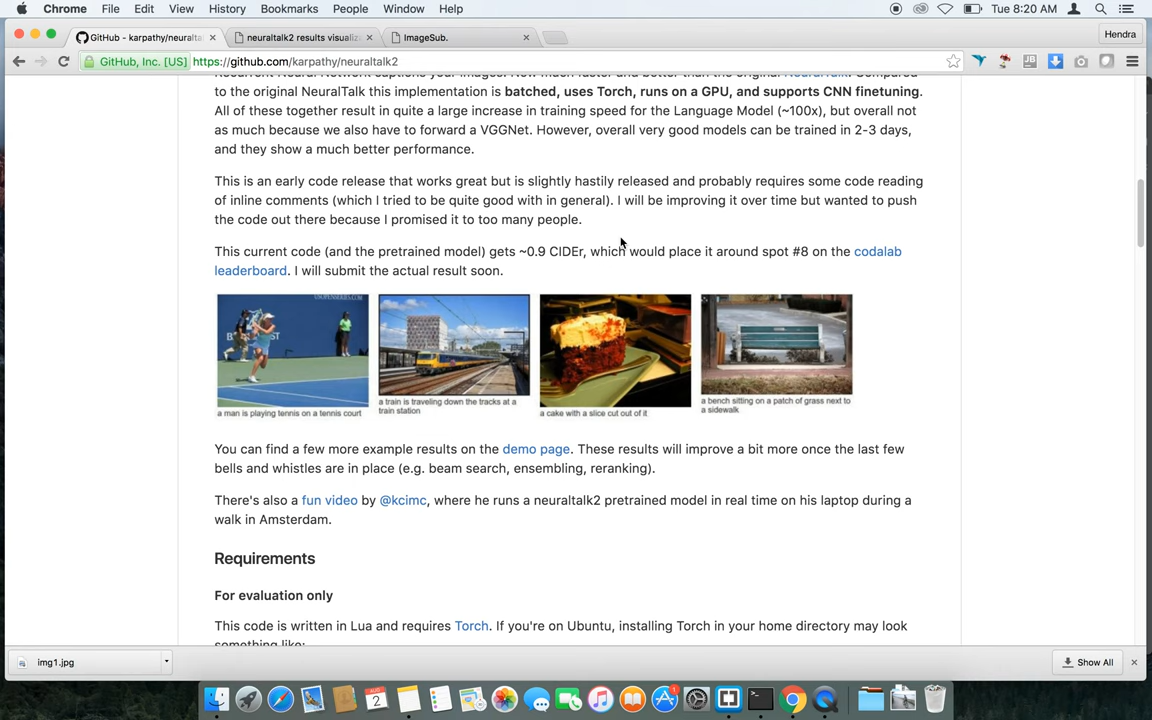 Chrome File Edit View History Bookmarks People Window Help Tue 8:20 AM
GitHub - karpathy/neuralta
neuraltalk2 results visualiz
ImageSub.
Hendra
GitHub, Inc. [US] https://github.com/karpathy/neuraltalk2
to the original NeuralTalk this implementation is batched, uses Torch, runs on a GPU, and supports CNN finetuning.
All of these together result in quite a large increase in training speed for the Language Model (~100x), but overall not
as much because we also have to forward a VGGNet. However, overall very good models can be trained in 2-3 days,
and they show a much better performance.
This is an early code release that works great but is slightly hastily released and probably requires some code reading
of inline comments (which I tried to be quite good with in general). I will be improving it over time but wanted to push
the code out there because I promised it to too many people.
This current code (and the pretrained model) gets ~0.9 CIDEr, which would place it around spot #8 on the codalab
leaderboard. I will submit the actual result soon.
a man is playing tennis on a tennis court
a train is traveling down the tracks at a
train station
a cake with a slice cut out of it
a bench sitting on a patch of grass next to
a sidewalk
You can find a few more example results on the demo page. These results will improve a bit more once the last few
bells and whistles are in place (e.g. beam search, ensembling, reranking).
There's also a fun video by @kcimc, where he runs a neuraltalk2 pretrained model in real time on his laptop during a
walk in Amsterdam.
Requirements
For evaluation only
This code is written in Lua and requires Torch. If you're on Ubuntu, installing Torch in your home directory may look
something like:
img1.jpg
Show All